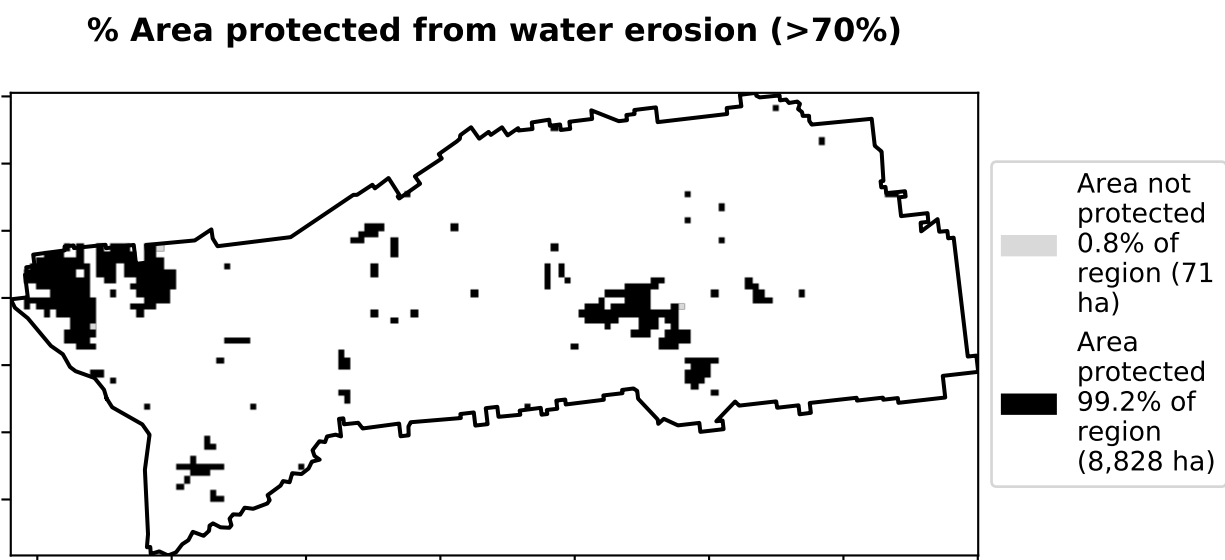 % Area protected from water erosion (>70%)
Area not
protected
0.8% of
region (71
ha)
Area
protected
99.2% of
region
(8,828 ha)